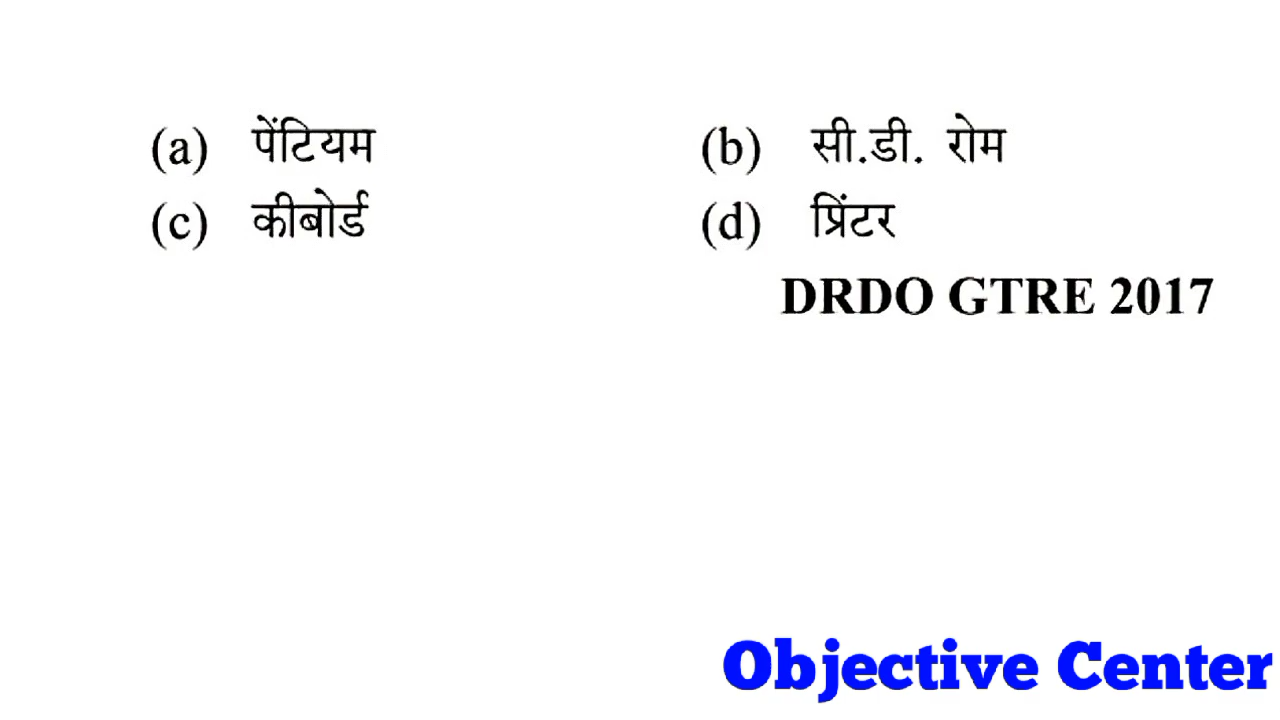 (a) पेंटियम (b) सी.डी. रोम
(c) कीबोर्ड (d) प्रिंटर
DRDO GTRE 2017
Objective Center